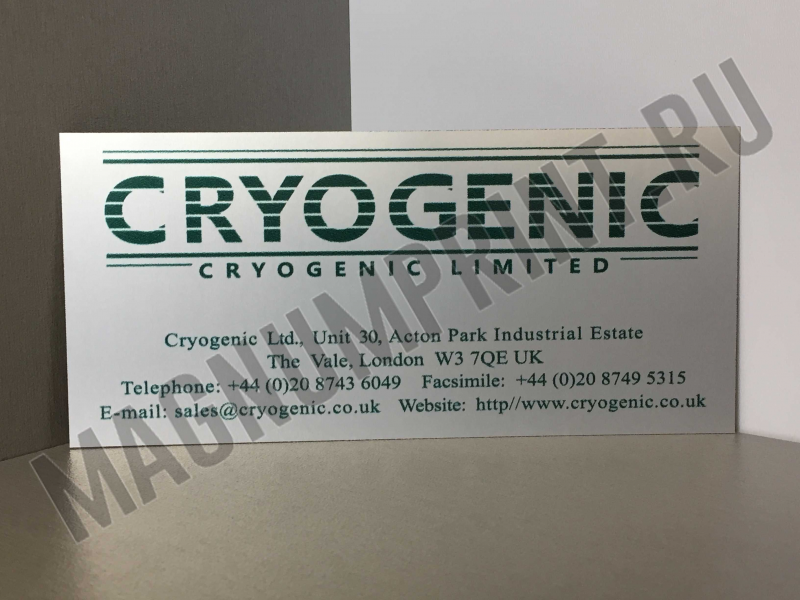 CRYOGENIC
CRYOGENIC LIMITED
Cryogenic Ltd., Unit 30, Acton Park Industrial Estate
The Vale, London W3 7QE UK
Telephone: +44 (0)20 8743 6049 Facsimile: +44 (0)20 8749 5315
E-mail: sales@cryogenic.co.uk Website: http//www.cryogenic.co.uk
MAGNUMPRINT.RU